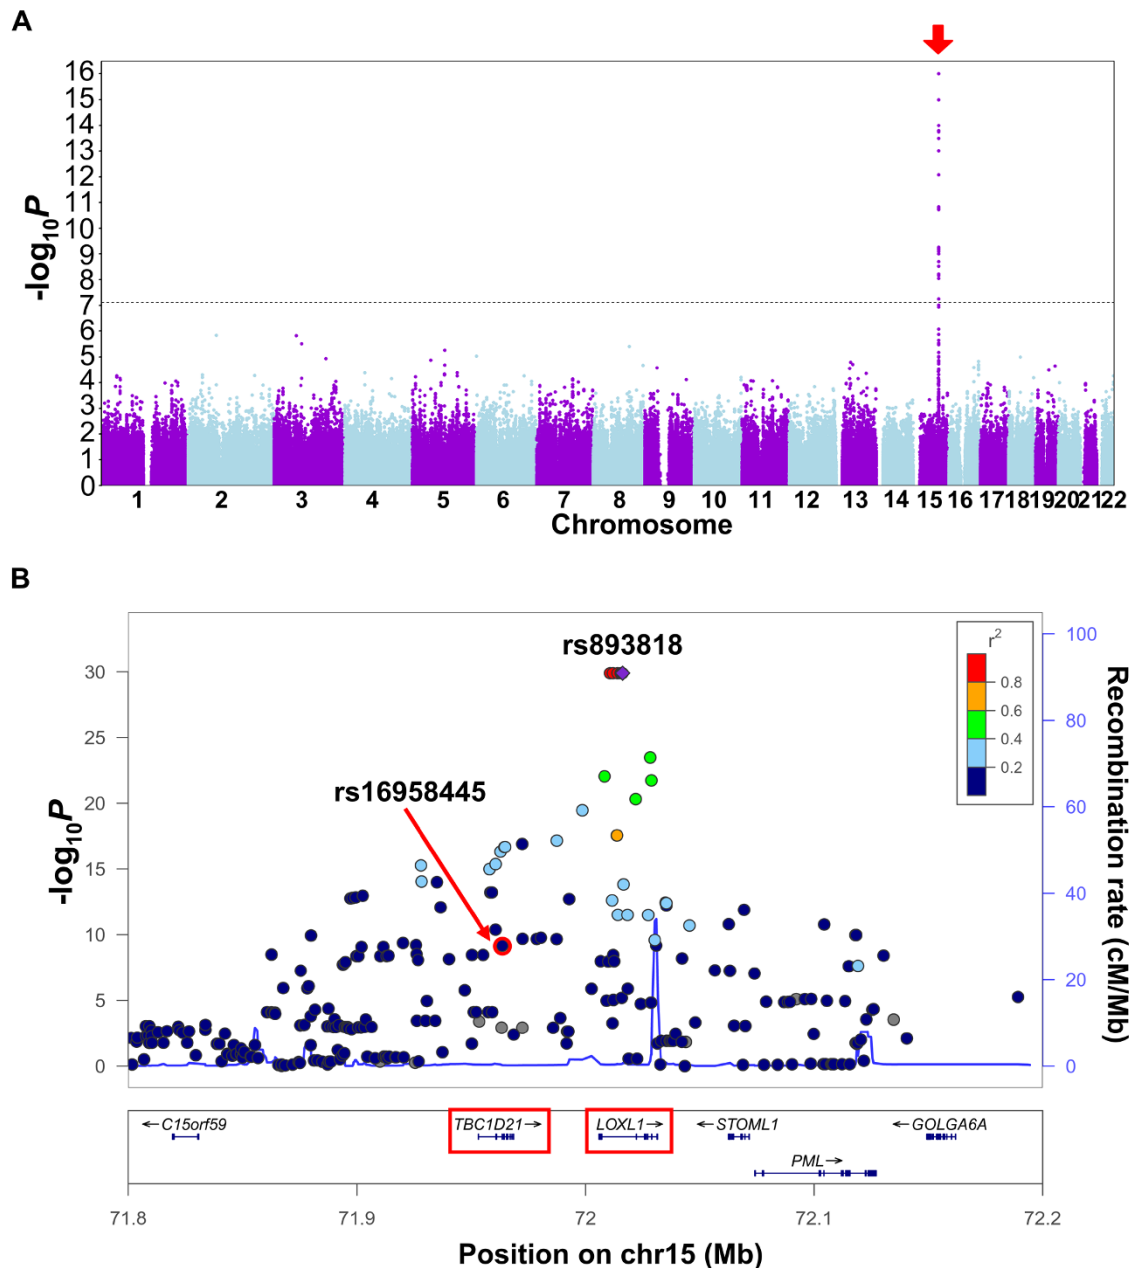 A
-log10P
16
15
14
13
12
11
10
9
8
7
6
5
4
3
2
1
0
1 2 3 4 5 6 7 8 9 10 11 12 13 14 15 16 17 18 19 20 21 22
Chromosome
B
rs893818
rs16958445
r2
0.8
0.6
0.4
0.2
-log10P
30
25
20
15
10
5
0
Recombination rate (cM/Mb)
100
80
60
40
20
0
←C15orf59 TBC1D21→ LOXL1→ ←STOML1 ←GOLGA6A
PML→
71.8 71.9 72 72.1 72.2
Position on chr15 (Mb)